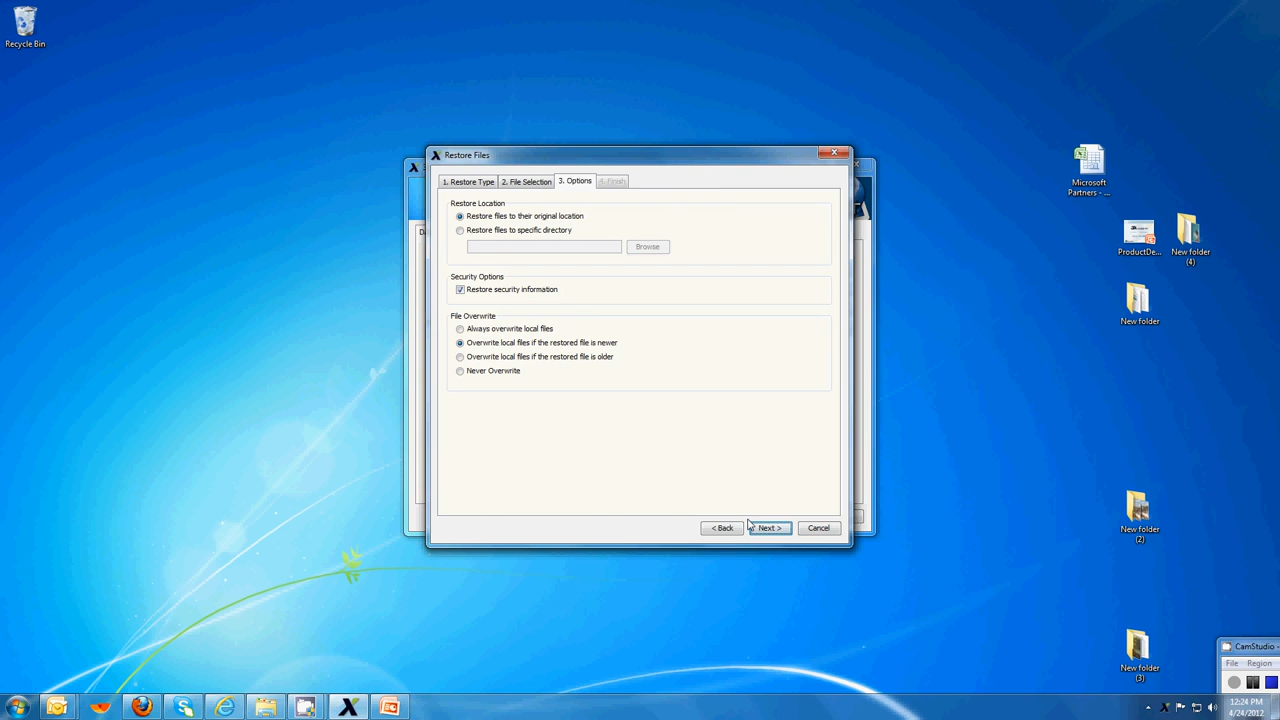 Recycle Bin
Restore Files
1. Restore Type
2. File Selection
3. Options
4. Finish
Restore Location
Restore files to their original location
Restore files to specific directory
Browse
Security Options
Restore security information
File Overwrite
Always overwrite local files
Overwrite local files if the restored file is newer
Overwrite local files if the restored file is older
Never Overwrite
< Back
Next >
Cancel
Microsoft
Partners - ...
ProductDe...
New folder
(4)
New folder
New folder
(2)
New folder
(3)
CamStudio -
File Region
12:24 PM
4/24/2012